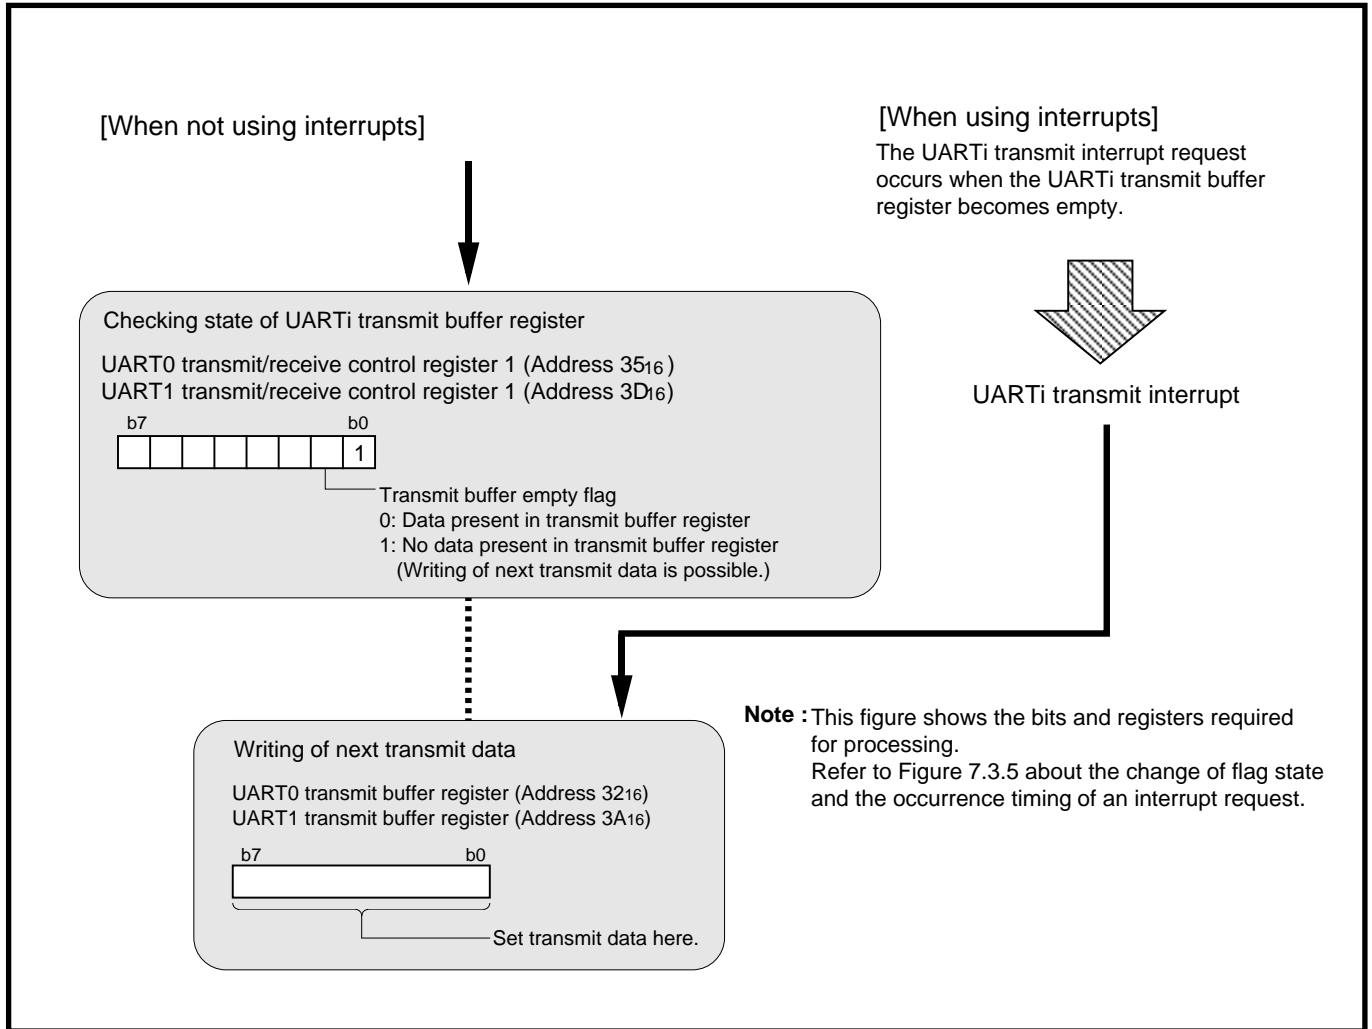 [When not using interrupts]
[When using interrupts]
The UARTi transmit interrupt request
occurs when the UARTi transmit buffer
register becomes empty.
Checking state of UARTi transmit buffer register
UART0 transmit/receive control register 1 (Address 3516)
UART1 transmit/receive control register 1 (Address 3D16)
b7 b0
1
Transmit buffer empty flag
0: Data present in transmit buffer register
1: No data present in transmit buffer register
(Writing of next transmit data is possible.)
UARTi transmit interrupt
Writing of next transmit data
UART0 transmit buffer register (Address 3216)
UART1 transmit buffer register (Address 3A16)
b7 b0
Set transmit data here.
Note : This figure shows the bits and registers required
for processing.
Refer to Figure 7.3.5 about the change of flag state
and the occurrence timing of an interrupt request.